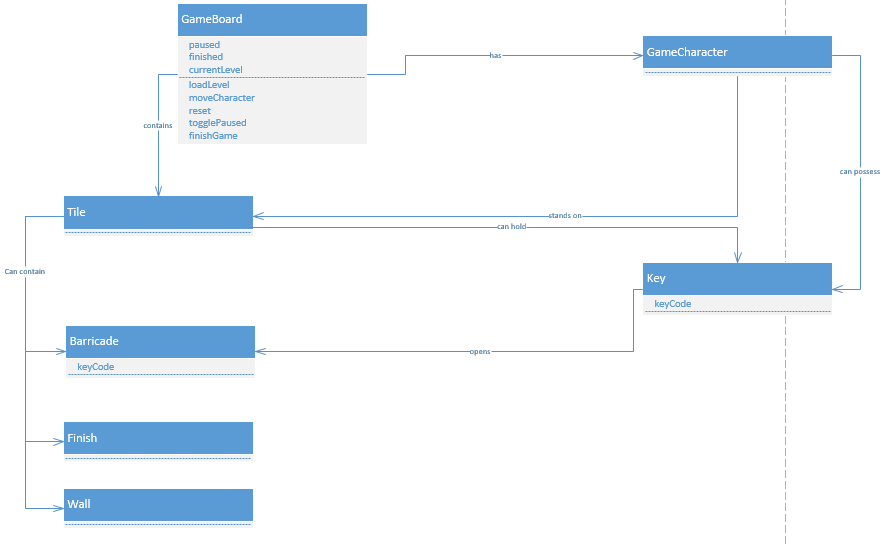 GameBoard
paused
finished
currentLevel
loadLevel
moveCharacter
reset
togglePaused
finishGame
has
GameCharacter
contains
can possess
Tile
stands on
can hold
Can contain
Key
keyCode
Barricade
keyCode
opens
Finish
Wall